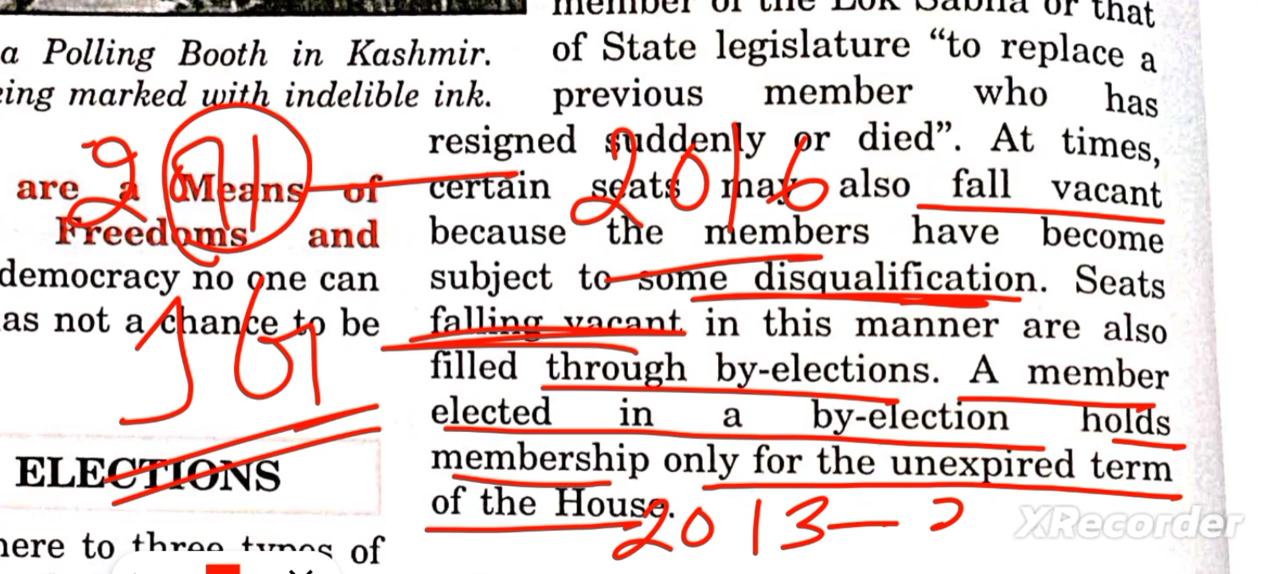 a Polling Booth in Kashmir.
eing marked with indelible ink.
are a Means of
Freedoms and
democracy no one can
as not a chance to be
ELECTIONS
here to three types of
member of the Lok Sabha or that
of State legislature “to replace a
previous member who has
resigned suddenly or died”. At times,
certain seats may also fall vacant
because the members have become
subject to some disqualification. Seats
falling vacant in this manner are also
filled through by-elections. A member
elected in a by-election holds
membership only for the unexpired term
of the House.
2016
2013-
XRecorder